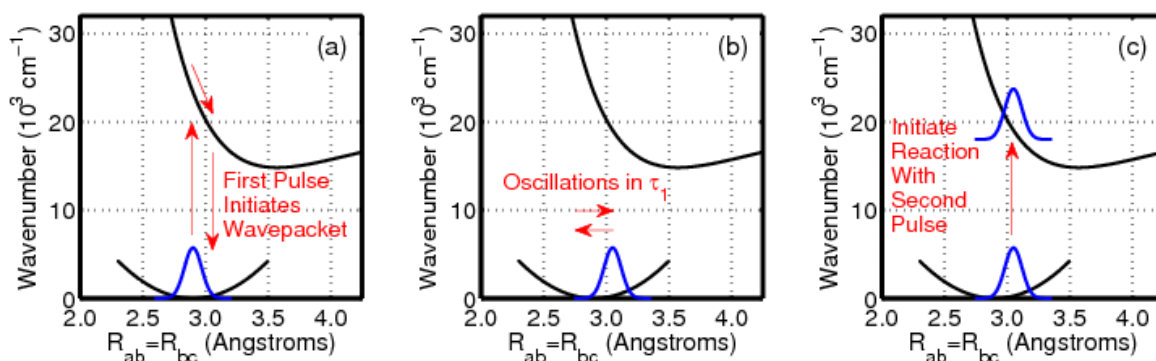 (a)
30
20
10
0
Wavenumber (10³ cm⁻¹)
First Pulse
Initiates
Wavepacket
2.0 2.5 3.0 3.5 4.0
R_ab=R_bc (Angstroms)
(b)
30
20
10
0
Wavenumber (10³ cm⁻¹)
Oscillations in τ₁
2.0 2.5 3.0 3.5 4.0
R_ab=R_bc (Angstroms)
(c)
30
20
10
0
Wavenumber (10³ cm⁻¹)
Initiate
Reaction
With
Second
Pulse
2.0 2.5 3.0 3.5 4.0
R_ab=R_bc (Angstroms)